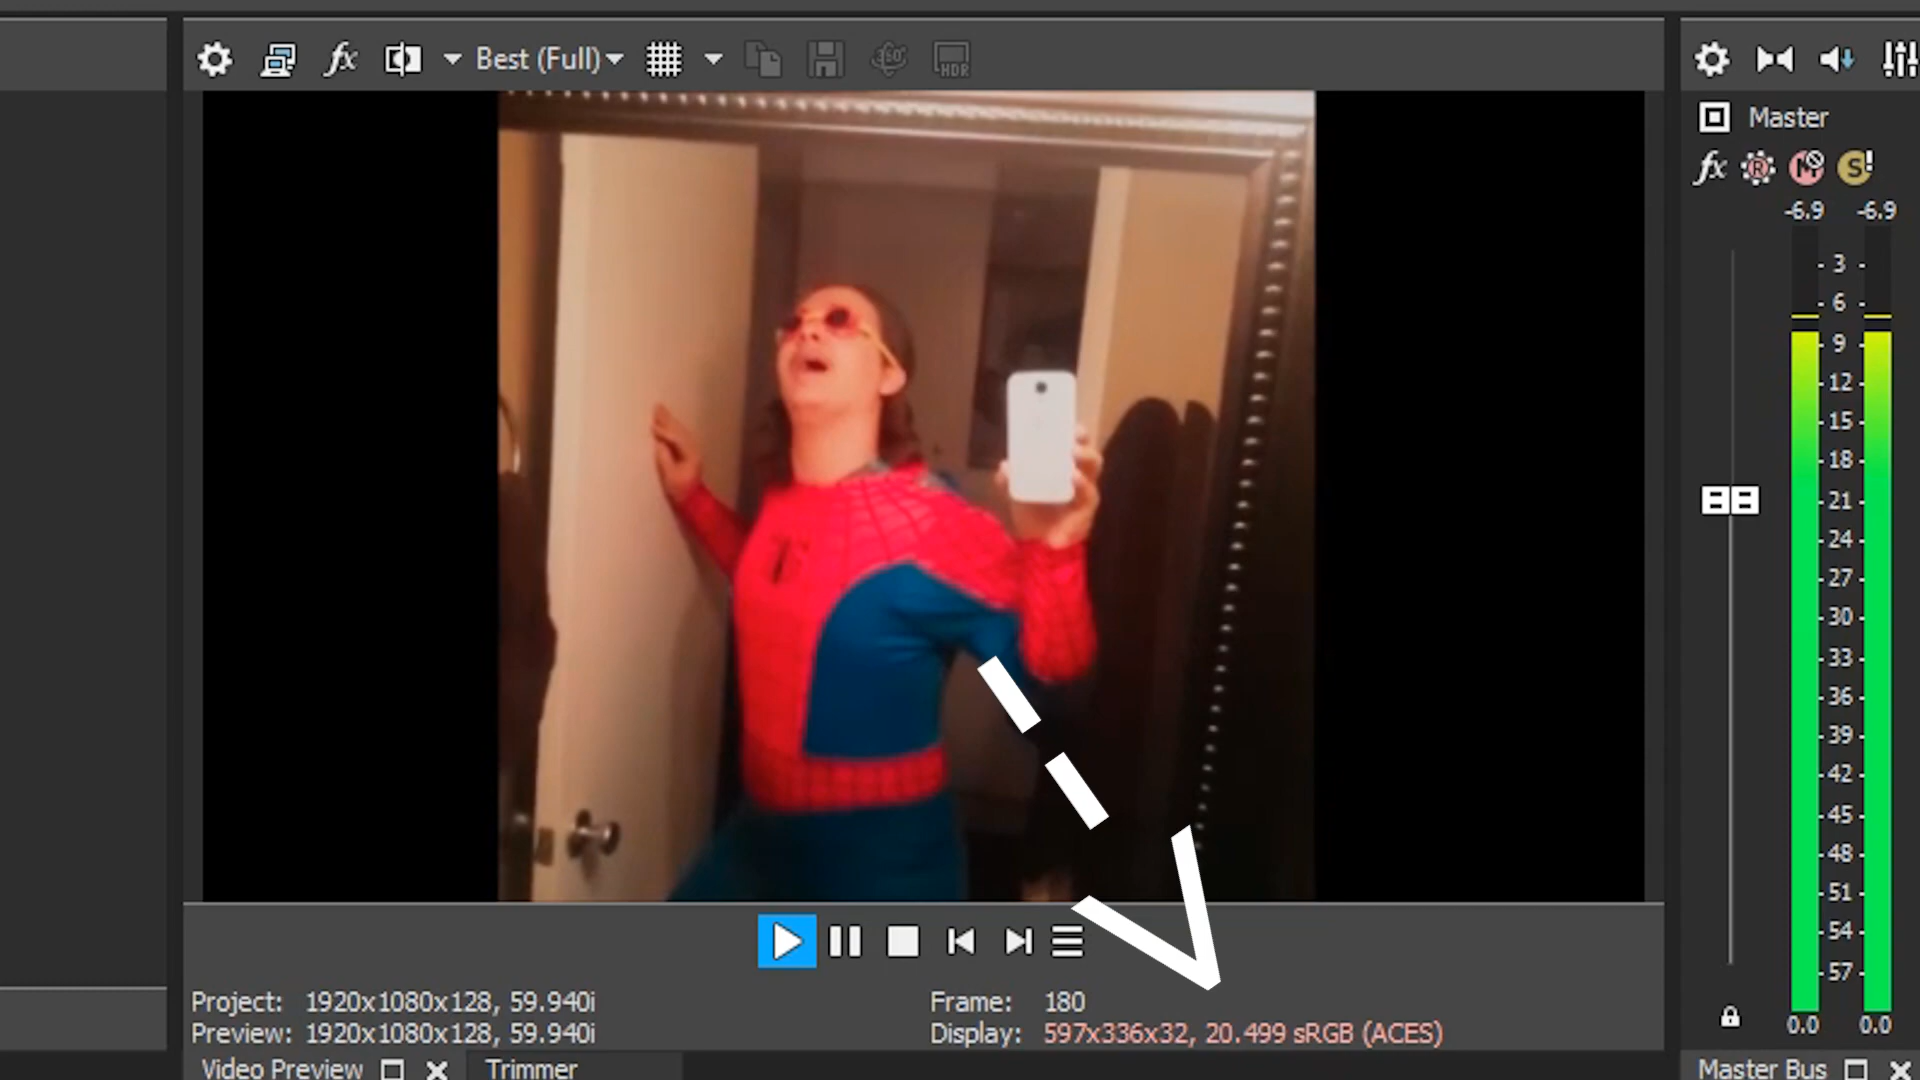 Best (Full)
HDR
Master
fx
R
M
S!
-6.9 -6.9
3
6
9
12
15
18
21
24
27
30
33
36
39
42
45
48
51
54
57
0.0 0.0
Project: 1920x1080x128, 59.940i
Preview: 1920x1080x128, 59.940i
Frame: 180
Display: 597x336x32, 20.499 sRGB (ACES)
Video Preview
Trimmer
Master Bus